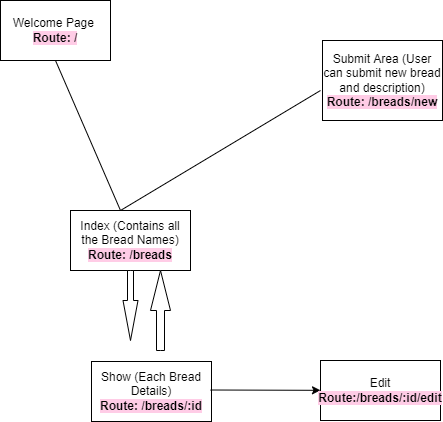 Welcome Page
Route: /
Submit Area (User
can submit new bread
and description)
Route: /breads/new
Index (Contains all
the Bread Names)
Route: /breads
Show (Each Bread
Details)
Route: /breads/:id
Edit
Route:/breads/:id/edit